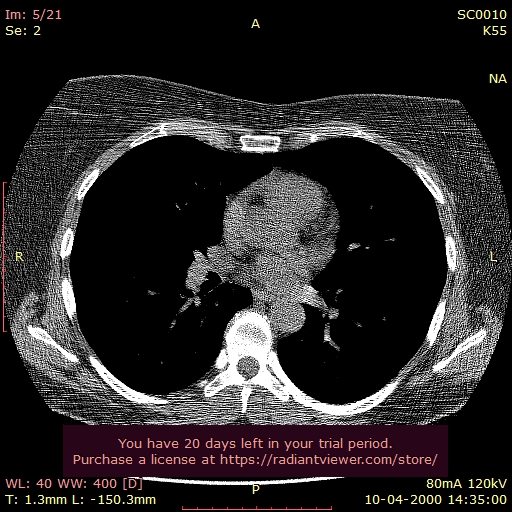 Im: 5/21
Se: 2
A
SC0010
K55
NA
R
L
You have 20 days left in your trial period.
Purchase a license at https://radiantviewer.com/store/
WL: 40 WW: 400 [D]
T: 1.3mm L: -150.3mm
P
80mA 120kV
10-04-2000 14:35:00